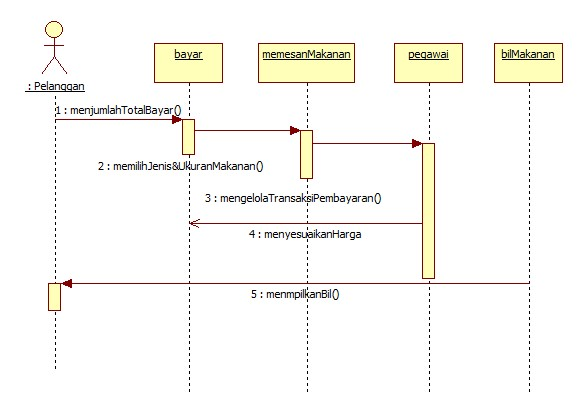 : Pelanggan
bayar
memesanMakanan
pegawai
bilMakanan
1 : menjumlahTotalBayar()
2 : memilihJenis&UkuranMakanan()
3 : mengelolaTransaksiPembayaran()
4 : menyesuaikanHarga
5 : menmpilkanBil()